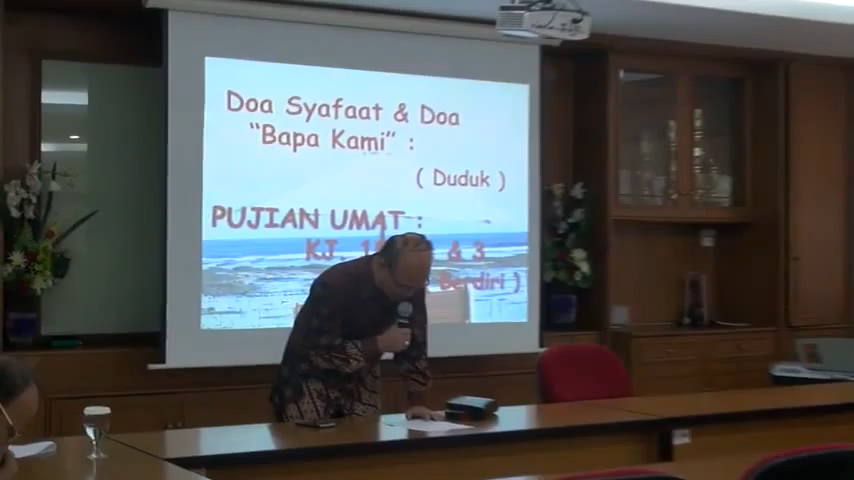 Doa Syafaat & Doa
"Bapa Kami" :
( Duduk )
PUJIAN UMAT :
KJ. & 3
Berdiri )